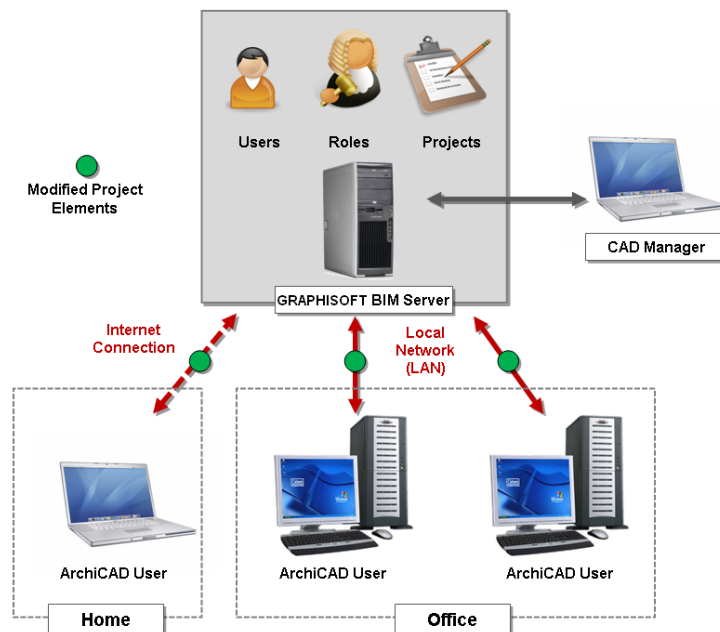 Users
Roles
Projects
Modified Project
Elements
CAD Manager
GRAPHISOFT BIM Server
Internet
Connection
Local
Network
(LAN)
ArchiCAD User
ArchiCAD User
ArchiCAD User
Home
Office